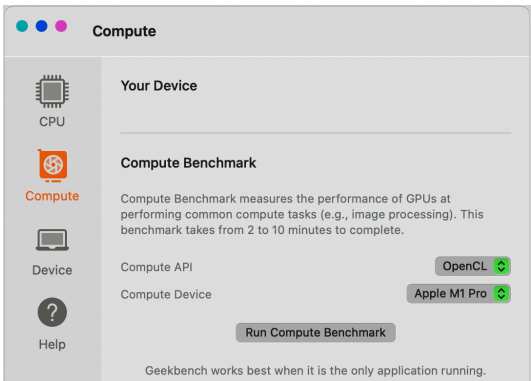 Compute
CPU
Compute
Device
?
Help
Your Device
Compute Benchmark
Compute Benchmark measures the performance of GPUs at
performing common compute tasks (e.g., image processing). This
benchmark takes from 2 to 10 minutes to complete.
Compute API
OpenCL
Compute Device
Apple M1 Pro
Run Compute Benchmark
Geekbench works best when it is the only application running.